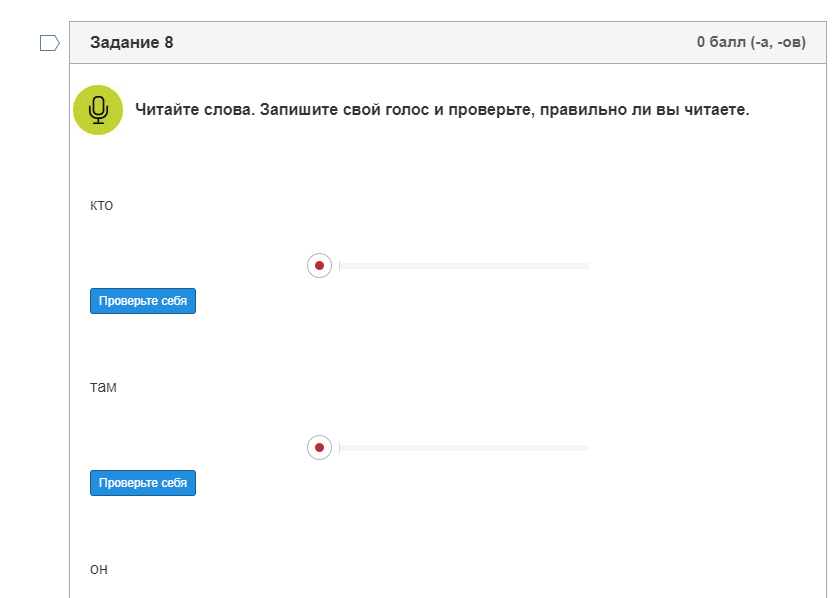 Задание 8
0 балл (-а, -ов)
Читайте слова. Запишите свой голос и проверьте, правильно ли вы читаете.
кто
Проверьте себя
там
Проверьте себя
он